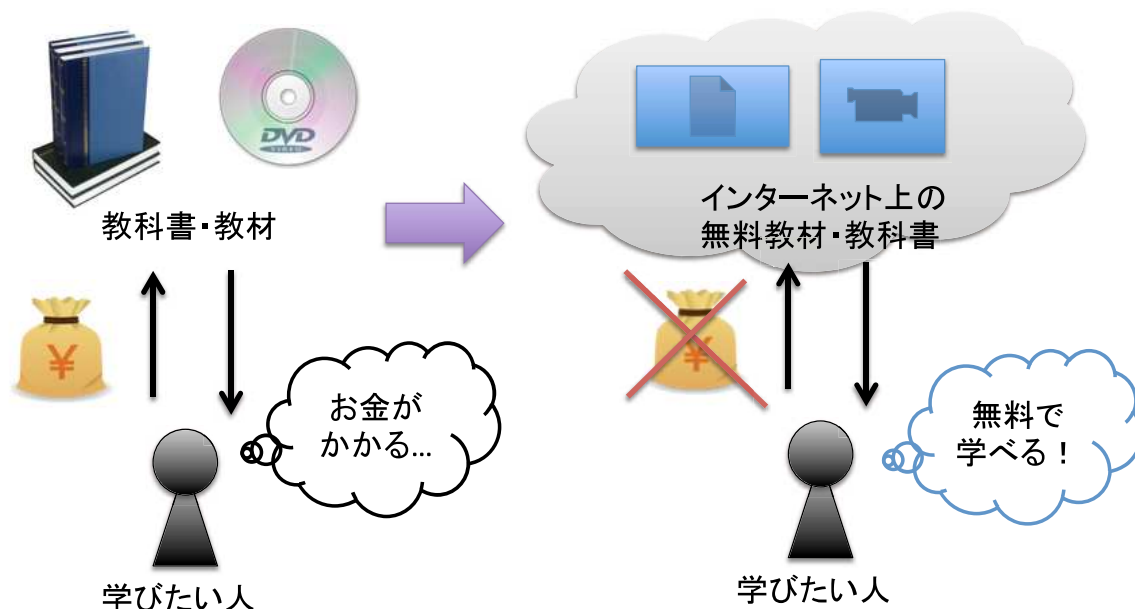 DVD
VIDEO
教科書・教材
¥
お金が
かかる...
学びたい人
インターネット上の
無料教材・教科書
¥
無料で
学べる！
学びたい人